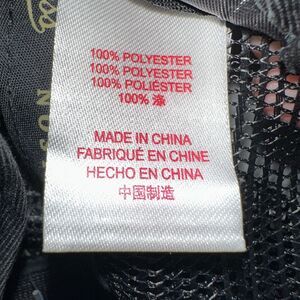 100% POLYESTER
100% POLYESTER
100% POLIÉSTER
100% 涤
MADE IN CHINA
FABRIQUÉ EN CHINE
HECHO EN CHINA
中国制造